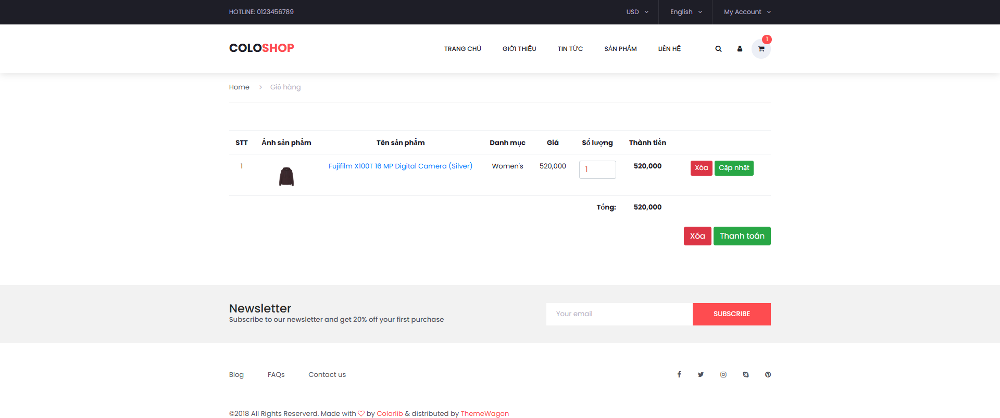 HOTLINE: 0123456789 USD English My Account
COLOSHOP TRANG CHỦ GIỚI THIỆU TIN TỨC SẢN PHẨM LIÊN HỆ 1
Home Giỏ hàng
STT Ảnh sản phẩm Tên sản phẩm Danh mục Giá Số lượng Thành tiền
1 Fujifilm X100T 16 MP Digital Camera (Silver) Women's 520,000 1 520,000 Xóa Cập nhật
Tổng: 520,000
Xóa Thanh toán
Newsletter
Subscribe to our newsletter and get 20% off your first purchase
Your email SUBSCRIBE
Blog FAQs Contact us
©2018 All Rights Reserverd. Made with by Colorlib & distributed by ThemeWagon